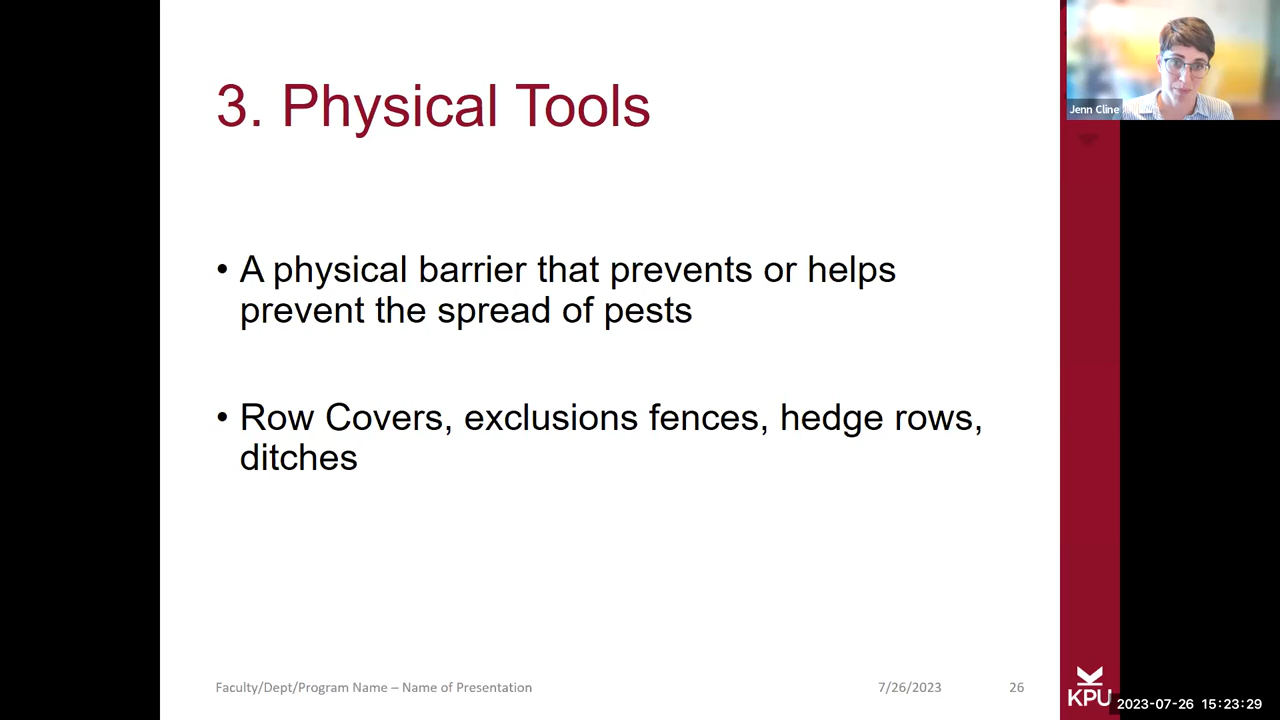 3. Physical Tools
Jenn Cline
• A physical barrier that prevents or helps
prevent the spread of pests
• Row Covers, exclusions fences, hedge rows,
ditches
Faculty/Dept/Program Name – Name of Presentation
7/26/2023
26
KPU
2023-07-26 15:23:29